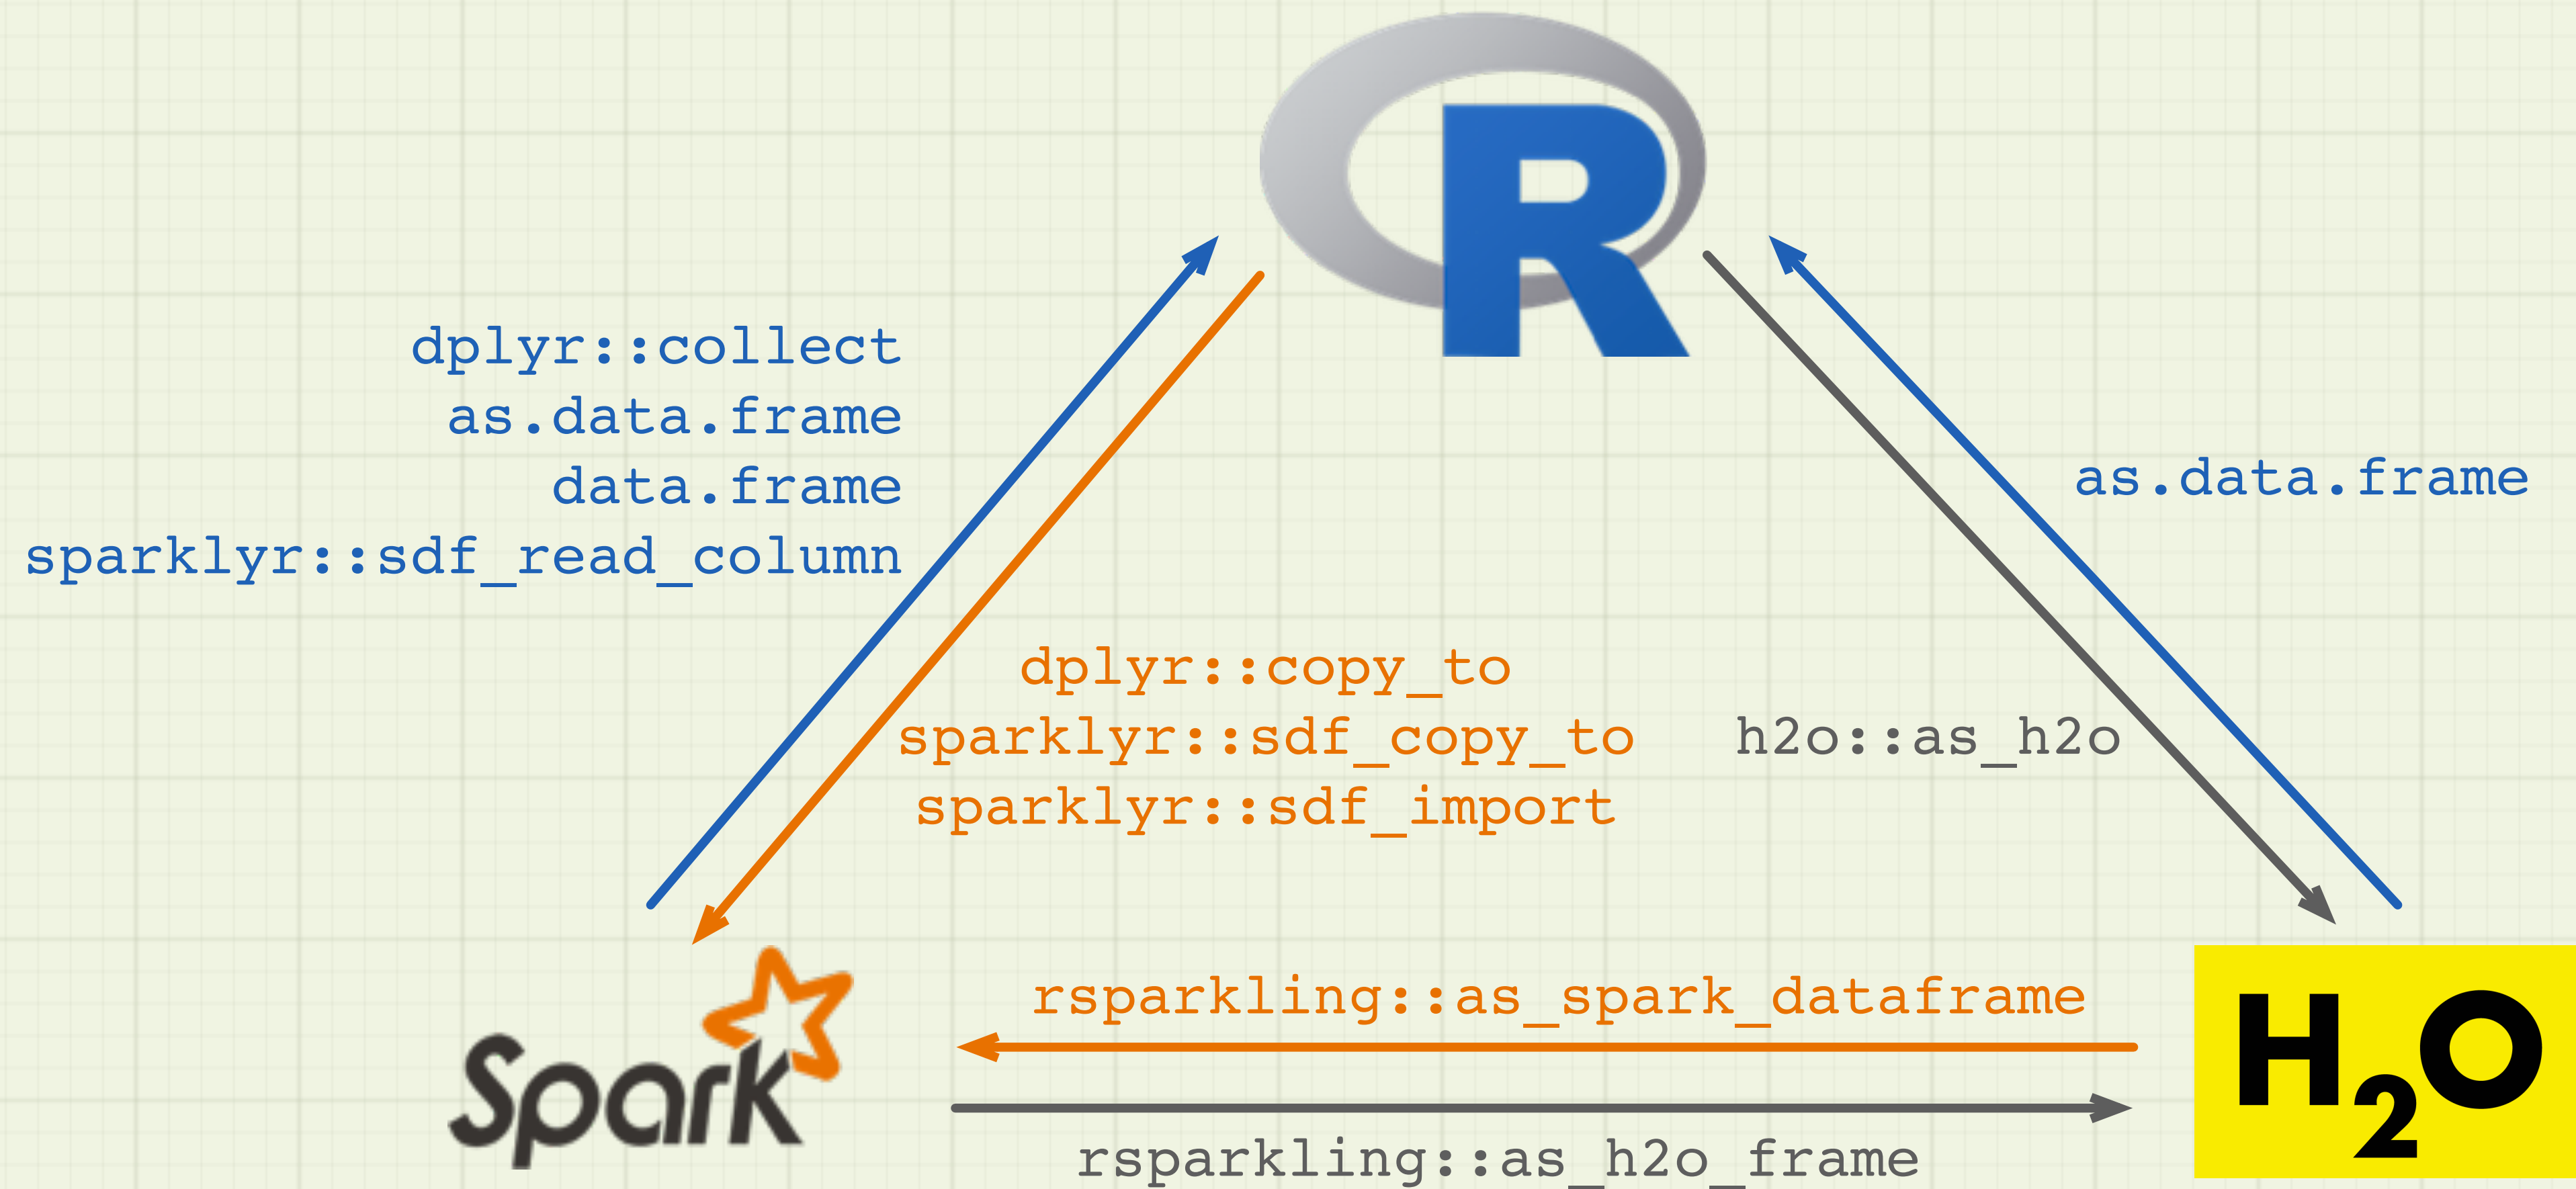 R
dplyr::collect
as.data.frame
data.frame
sparklyr::sdf_read_column
as.data.frame
dplyr::copy_to
sparklyr::sdf_copy_to
sparklyr::sdf_import
h2o::as_h2o
rsparkling::as_spark_dataframe
Spark
H2O
rsparkling::as_h2o_frame